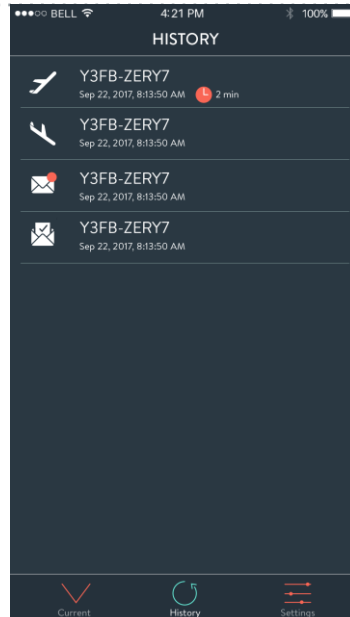 BELL 4:21 PM 100%
HISTORY
Y3FB-ZERY7
Sep 22, 2017, 8:13:50 AM 2 min
Y3FB-ZERY7
Sep 22, 2017, 8:13:50 AM
Y3FB-ZERY7
Sep 22, 2017, 8:13:50 AM
Y3FB-ZERY7
Sep 22, 2017, 8:13:50 AM
Current History Settings